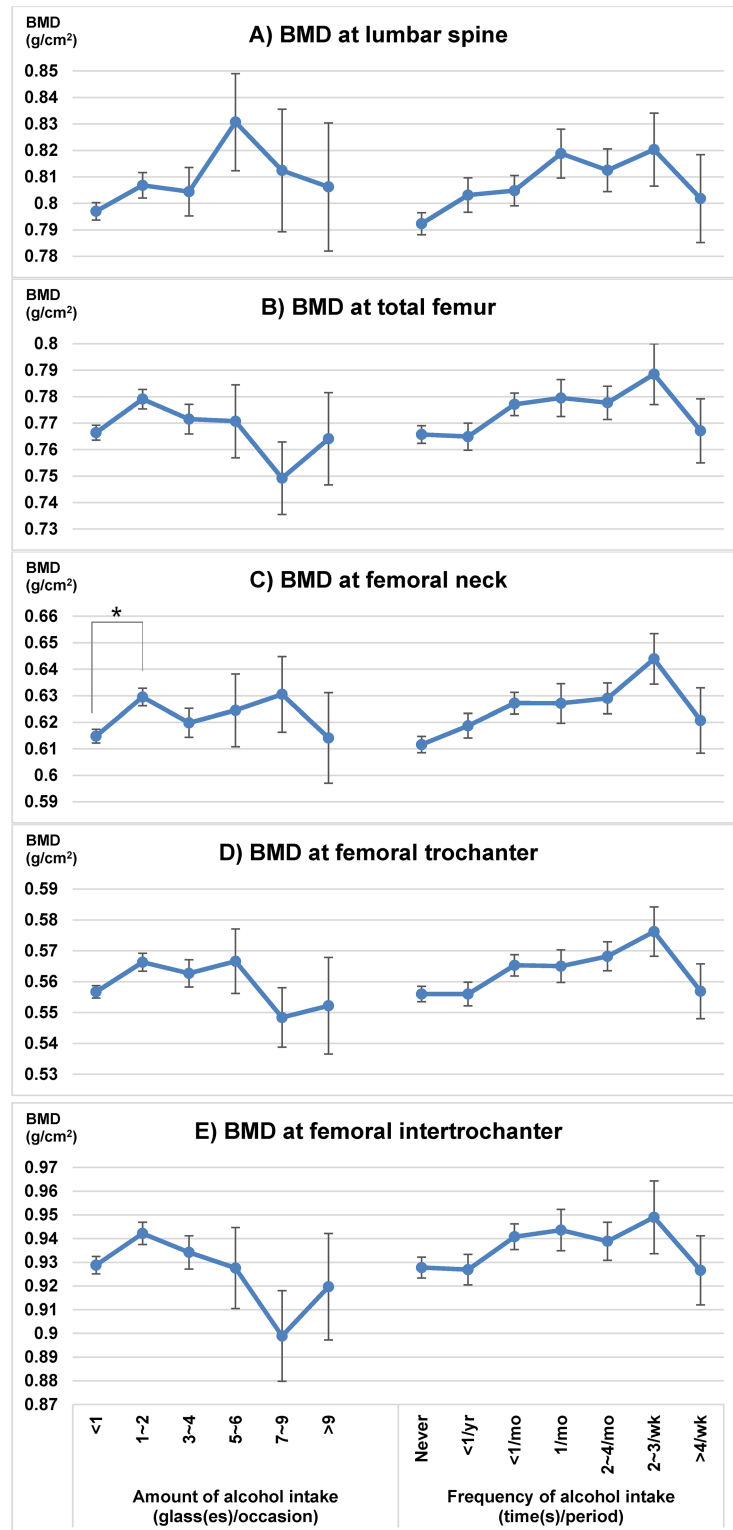 BMD
(g/cm²)
A) BMD at lumbar spine
0.85
0.84
0.83
0.82
0.81
0.8
0.79
0.78
BMD
(g/cm²)
B) BMD at total femur
0.8
0.79
0.78
0.77
0.76
0.75
0.74
0.73
BMD
(g/cm²)
C) BMD at femoral neck
*
0.66
0.65
0.64
0.63
0.62
0.61
0.6
0.59
BMD
(g/cm²)
D) BMD at femoral trochanter
0.59
0.58
0.57
0.56
0.55
0.54
0.53
BMD
(g/cm²)
E) BMD at femoral intertrochanter
0.97
0.96
0.95
0.94
0.93
0.92
0.91
0.9
0.89
0.88
0.87
<1
1~2
3~4
5~6
7~9
>9
Never
<1/yr
<1/mo
1/mo
2~4/mo
2~3/wk
>4/wk
Amount of alcohol intake
(glass(es)/occasion)
Frequency of alcohol intake
(time(s)/period)